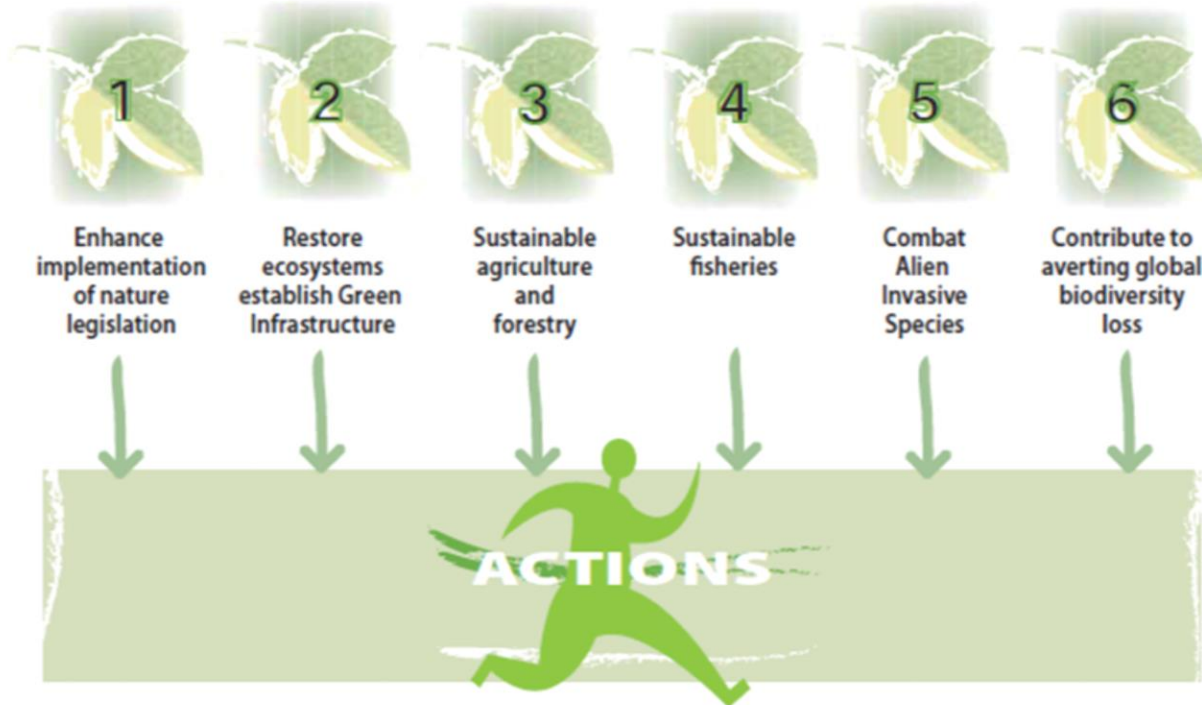 1
2
3
4
5
6
Enhance
implementation
of nature
legislation
Restore
ecosystems
establish Green
Infrastructure
Sustainable
agriculture
and
forestry
Sustainable
fisheries
Combat
Alien
Invasive
Species
Contribute to
averting global
biodiversity
loss
ACTIONS